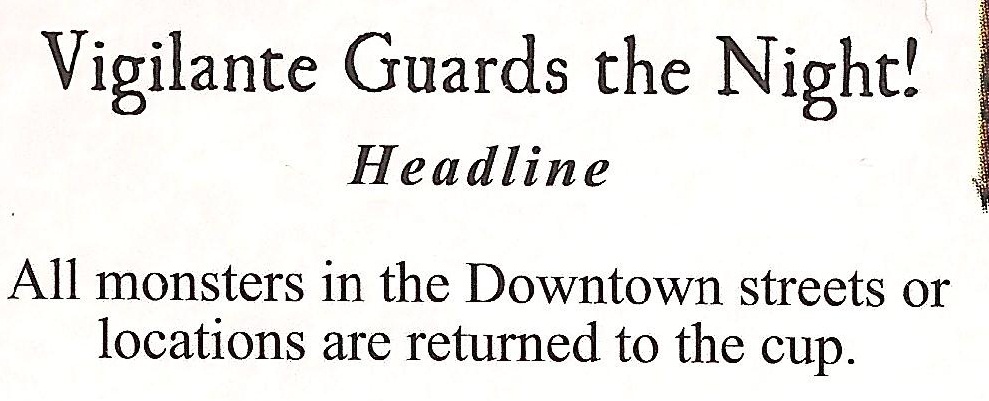 Vigilante Guards the Night!
Headline
All monsters in the Downtown streets or
locations are returned to the cup.